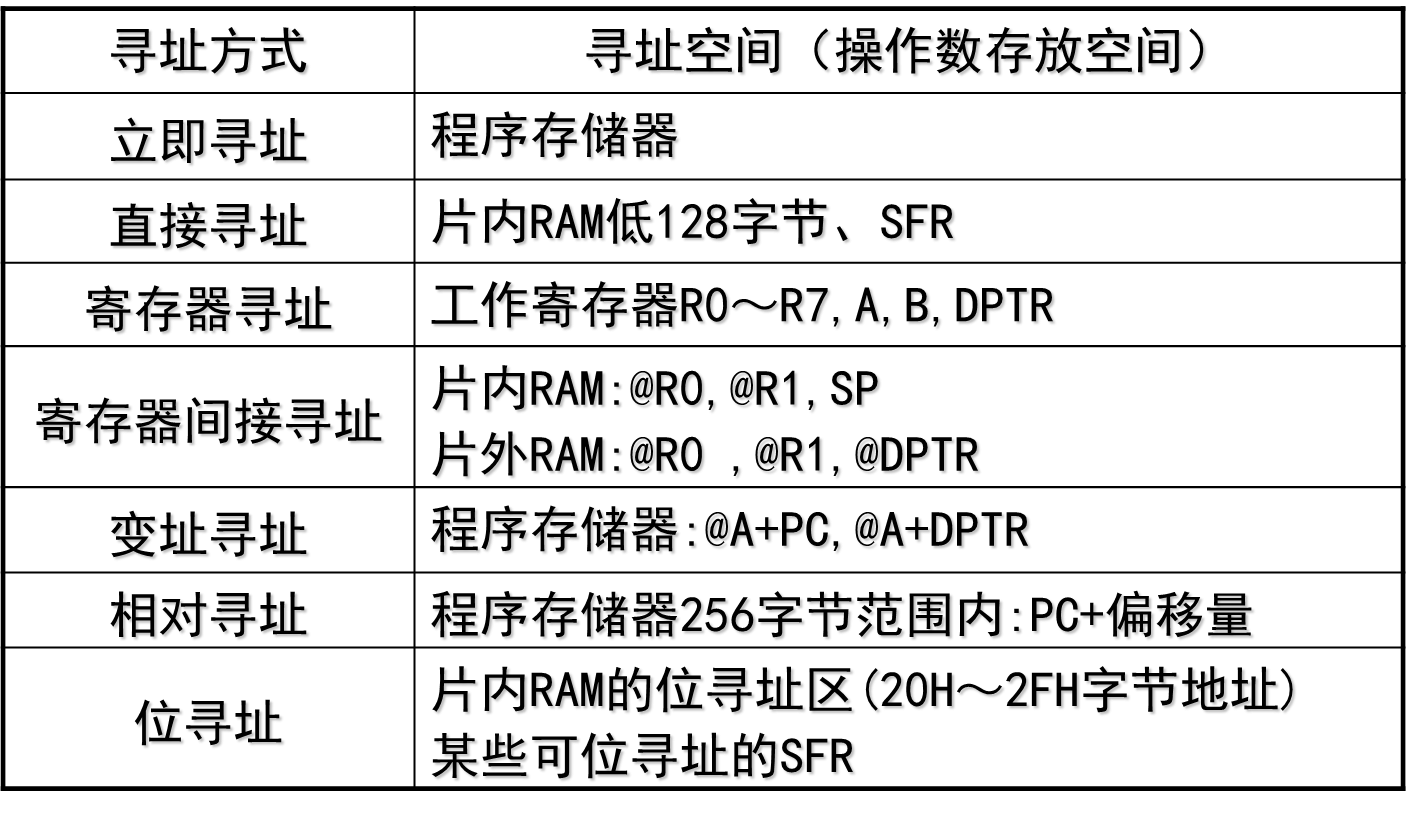 寻址方式
寻址空间（操作数存放空间）
立即寻址
程序存储器
直接寻址
片内RAM低128字节、SFR
寄存器寻址
工作寄存器R0～R7,A,B,DPTR
寄存器间接寻址
片内RAM:@R0,@R1,SP
片外RAM:@R0 ,@R1,@DPTR
变址寻址
程序存储器:@A+PC,@A+DPTR
相对寻址
程序存储器256字节范围内:PC+偏移量
位寻址
片内RAM的位寻址区(20H～2FH字节地址)
某些可位寻址的SFR